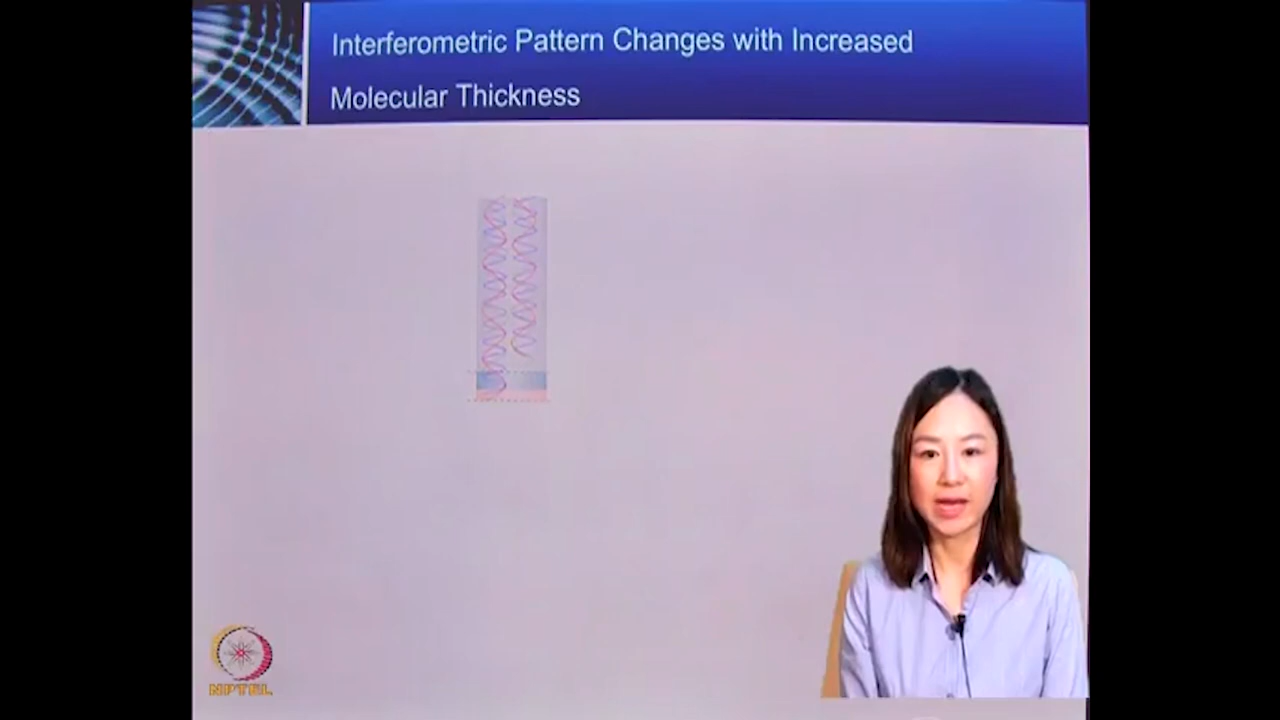 Interferometric Pattern Changes with Increased
Molecular Thickness
NPTEL